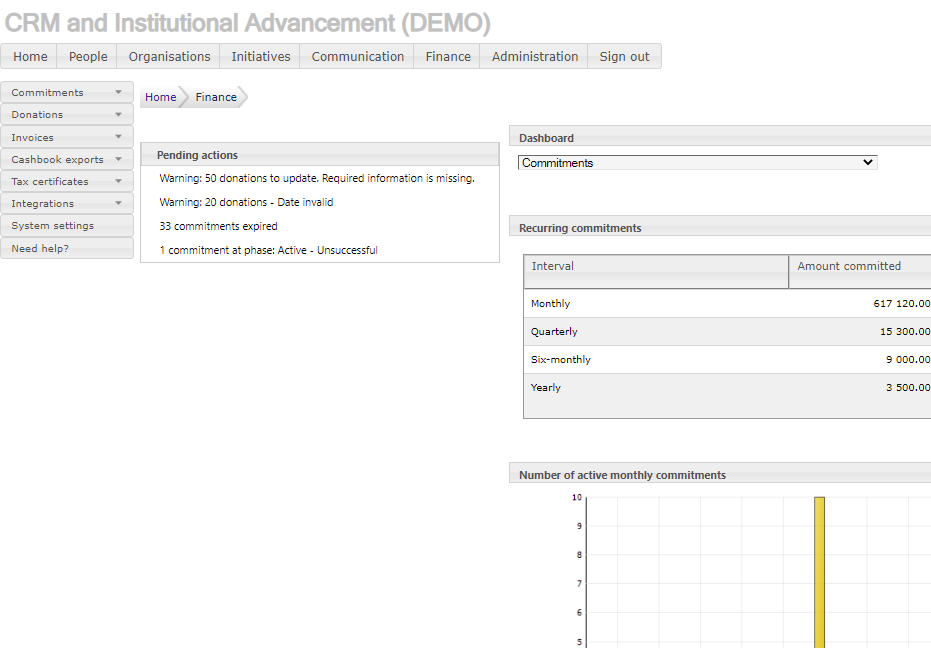 CRM and Institutional Advancement (DEMO)
Home People Organisations Initiatives Communication Finance Administration Sign out
Commitments
Donations
Invoices
Cashbook exports
Tax certificates
Integrations
System settings
Need help?
Home Finance
Pending actions
Warning: 50 donations to update. Required information is missing.
Warning: 20 donations - Date invalid
33 commitments expired
1 commitment at phase: Active - Unsuccessful
Dashboard
Commitments
Recurring commitments
Interval Amount committed
Monthly 617 120.00
Quarterly 15 300.00
Six-monthly 9 000.00
Yearly 3 500.00
Number of active monthly commitments
10
9
8
7
6
5